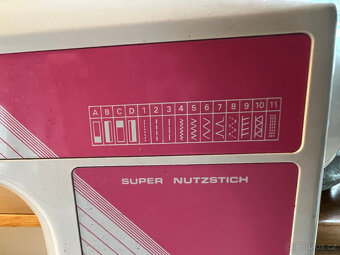 A B C D 1 2 3 4 5 6 7 8 9 10 11
SUPER NUTZSTICH